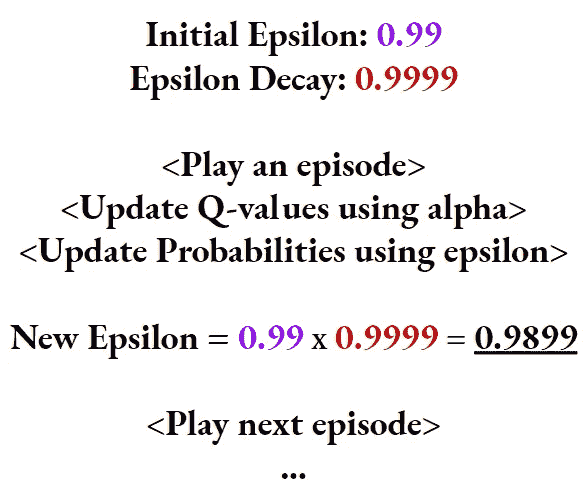 Initial Epsilon: 0.99
Epsilon Decay: 0.9999
<Play an episode>
<Update Q-values using alpha>
<Update Probabilities using epsilon>
New Epsilon = 0.99 x 0.9999 = 0.9899
<Play next episode>
...